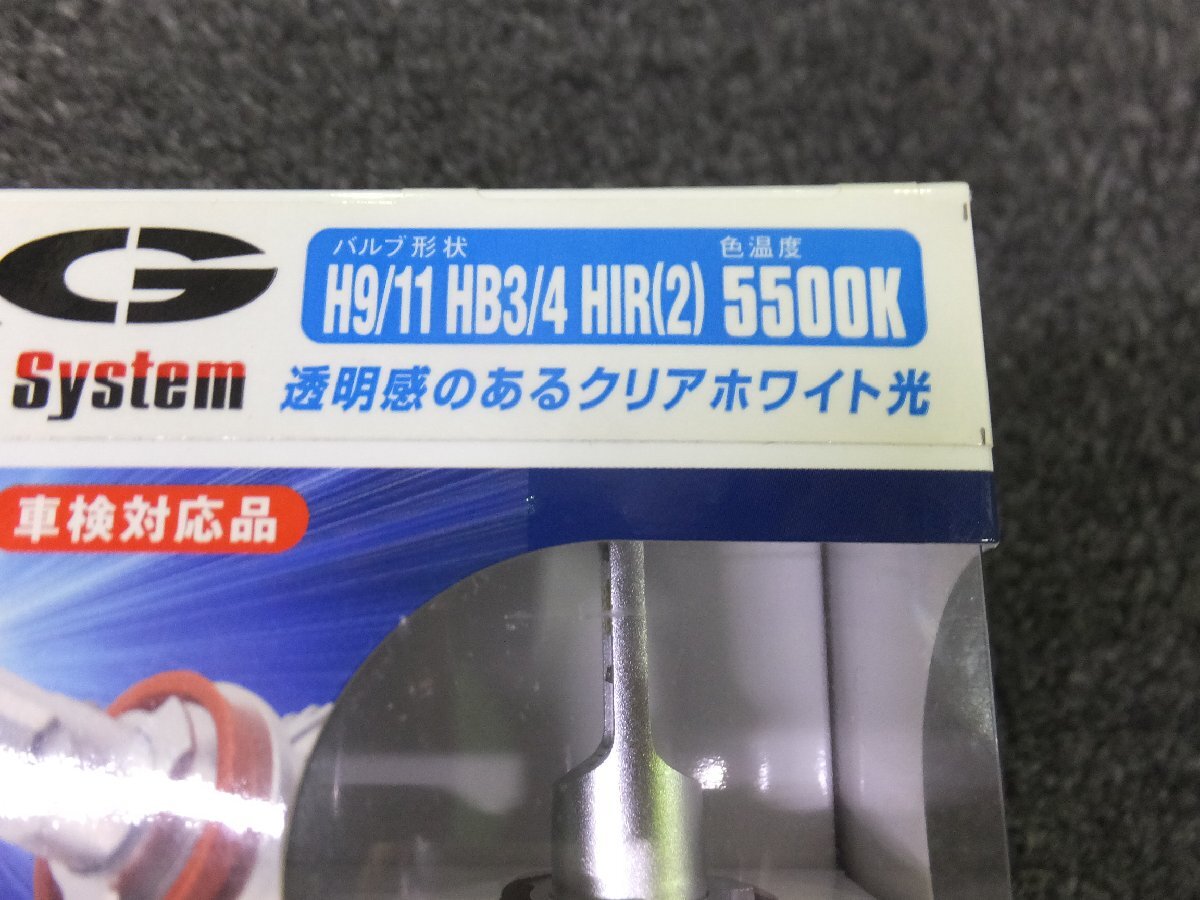 G
System
バルブ形状 色温度
H9/11 HB3/4 HIR(2) 5500K
透明感のあるクリアホワイト光
車検対応品